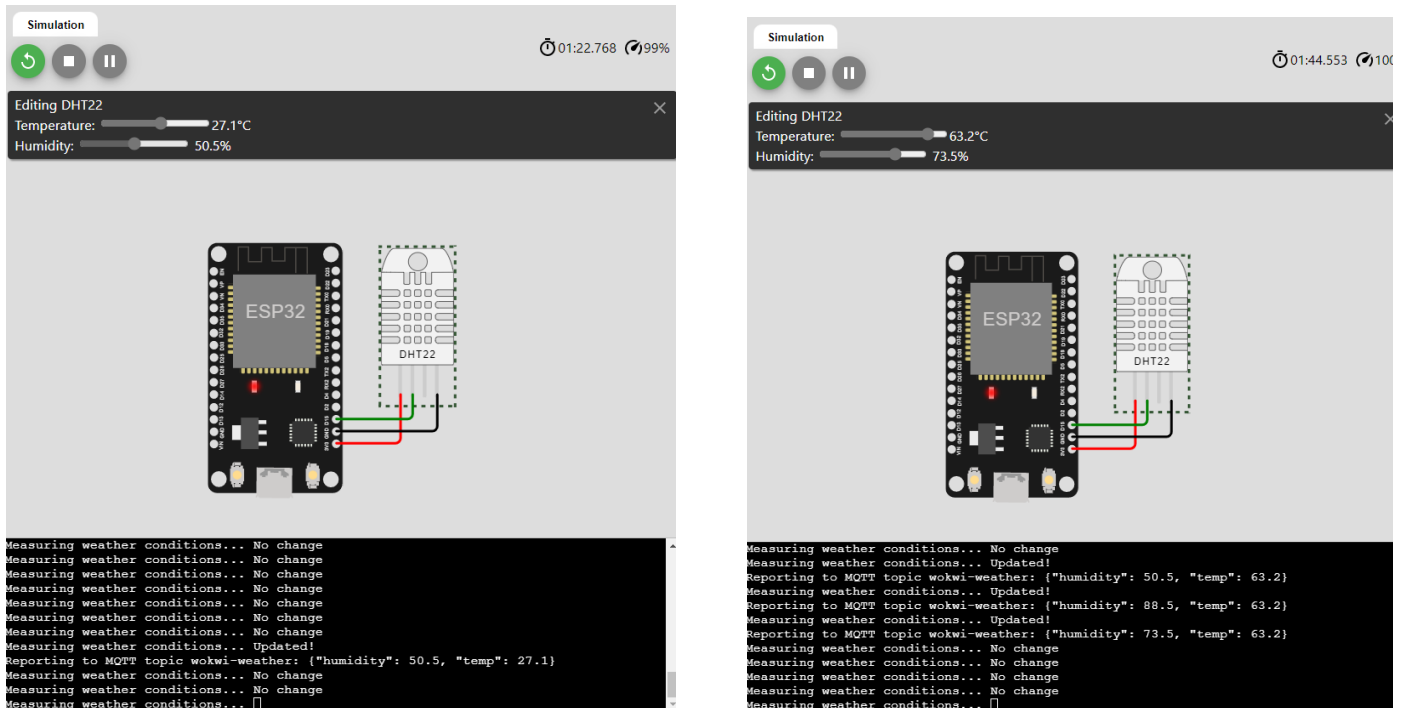 Simulation
01:22.768 99%
Editing DHT22
Temperature: 27.1°C
Humidity: 50.5%
ESP32
DHT22
Measuring weather conditions... No change
Measuring weather conditions... No change
Measuring weather conditions... No change
Measuring weather conditions... No change
Measuring weather conditions... No change
Measuring weather conditions... No change
Measuring weather conditions... No change
Measuring weather conditions... Updated!
Reporting to MQTT topic wokwi-weather: {"humidity": 50.5, "temp": 27.1}
Measuring weather conditions... No change
Measuring weather conditions... No change
Measuring weather conditions...
Simulation
01:44.553 100
Editing DHT22
Temperature: 63.2°C
Humidity: 73.5%
ESP32
DHT22
Measuring weather conditions... No change
Measuring weather conditions... Updated!
Reporting to MQTT topic wokwi-weather: {"humidity": 50.5, "temp": 63.2}
Measuring weather conditions... Updated!
Reporting to MQTT topic wokwi-weather: {"humidity": 88.5, "temp": 63.2}
Measuring weather conditions... Updated!
Reporting to MQTT topic wokwi-weather: {"humidity": 73.5, "temp": 63.2}
Measuring weather conditions... No change
Measuring weather conditions... No change
Measuring weather conditions... No change
Measuring weather conditions... No change
Measuring weather conditions...